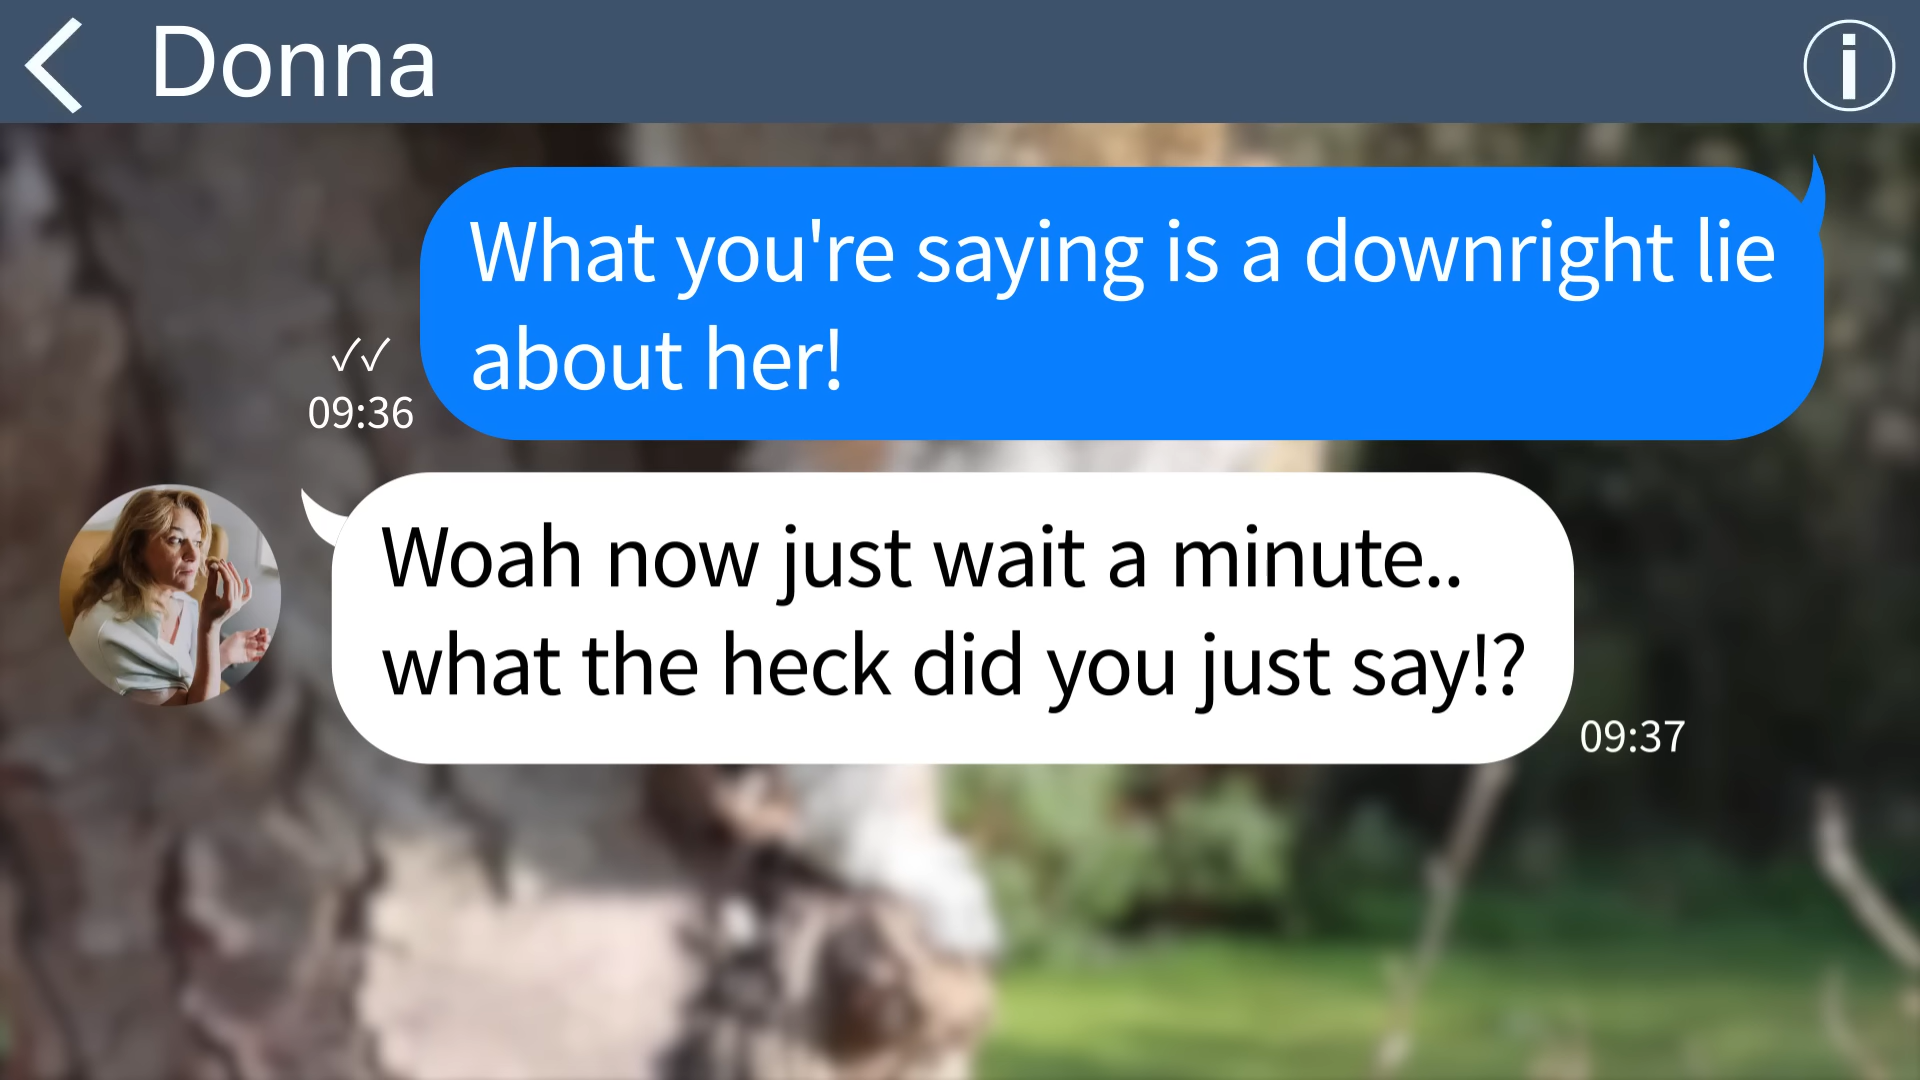 Donna
What you're saying is a downright lie
about her!
✓✓
09:36
Woah now just wait a minute..
what the heck did you just say!?
09:37